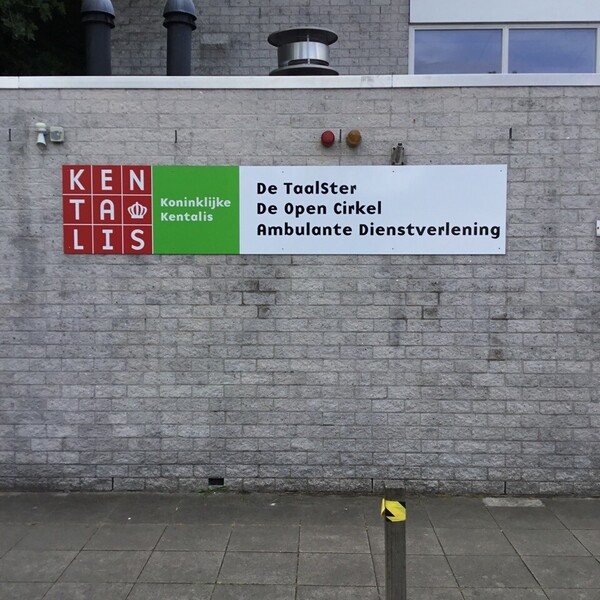 KEN
TA
LIS
Koninklijke
Kentalis
De TaalSter
De Open Cirkel
Ambulante Dienstverlening